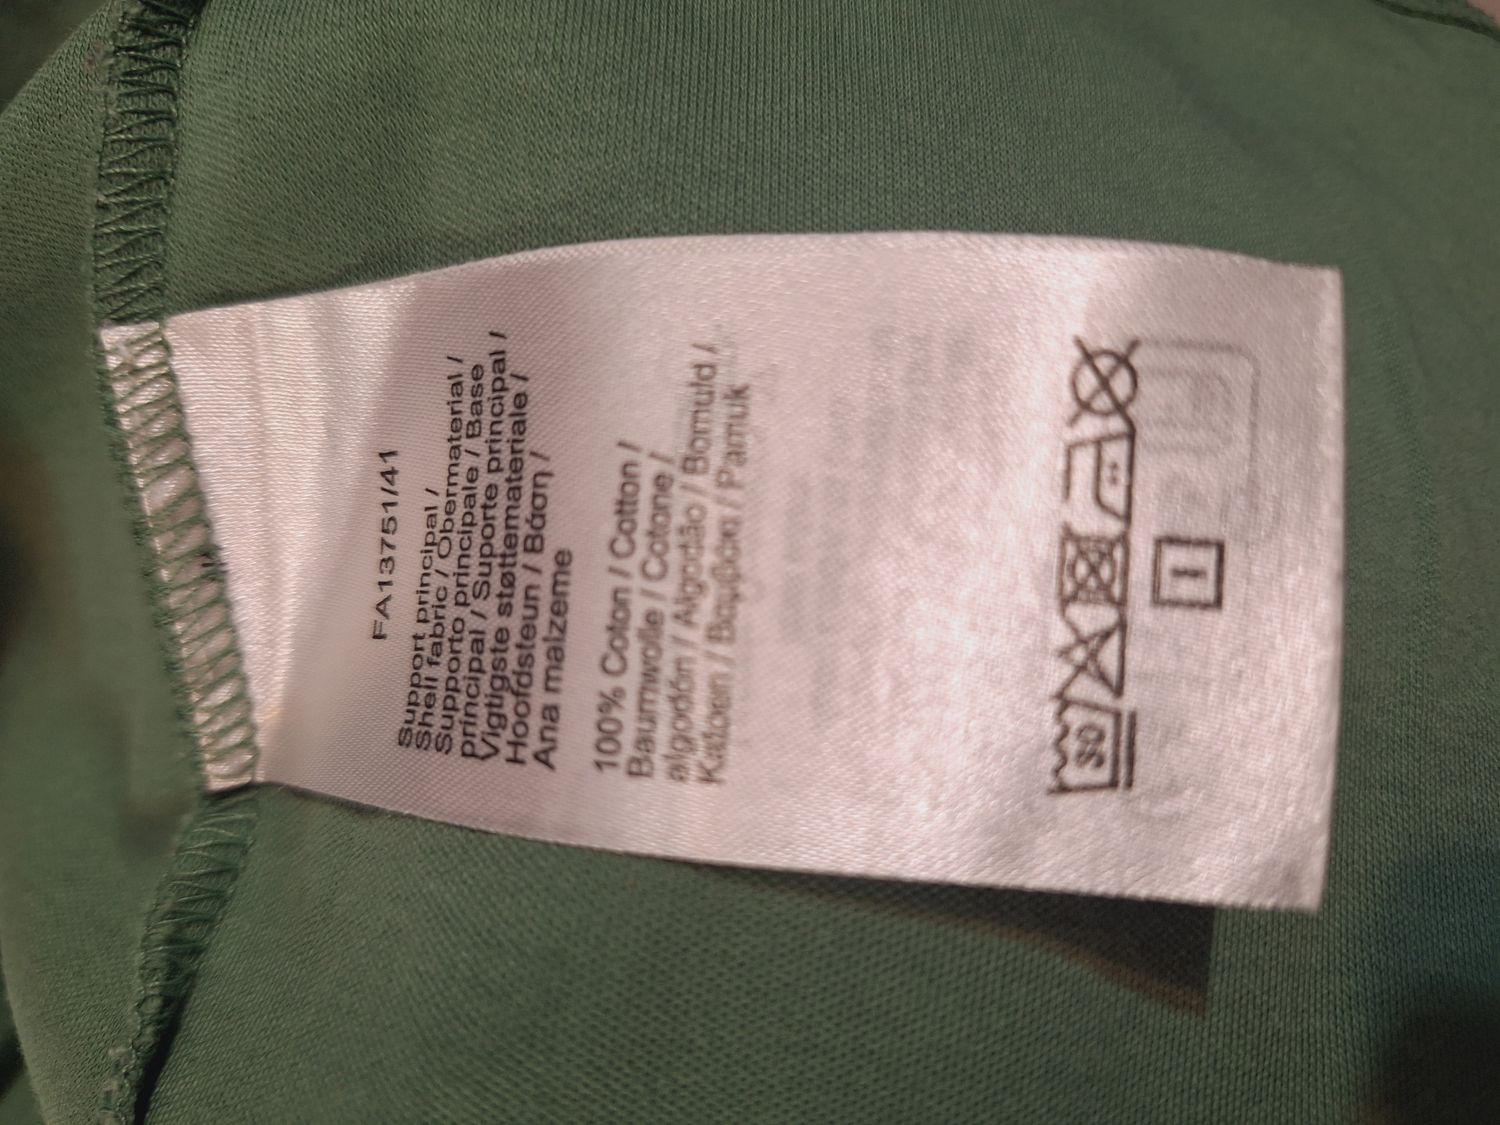 FA13751/41
Support principal /
Shell fabric / Obermaterial /
Supporto principale / Base
principal / Suporte principal /
Vigtigste støttemateriale /
Hoofdsteun / Βάση /
Ana malzeme
100% Coton / Cotton /
Baumwolle / Cotone /
algodón / Algodão / Bomuld /
Katoen / Βαμβάκι / Pamuk
30
I